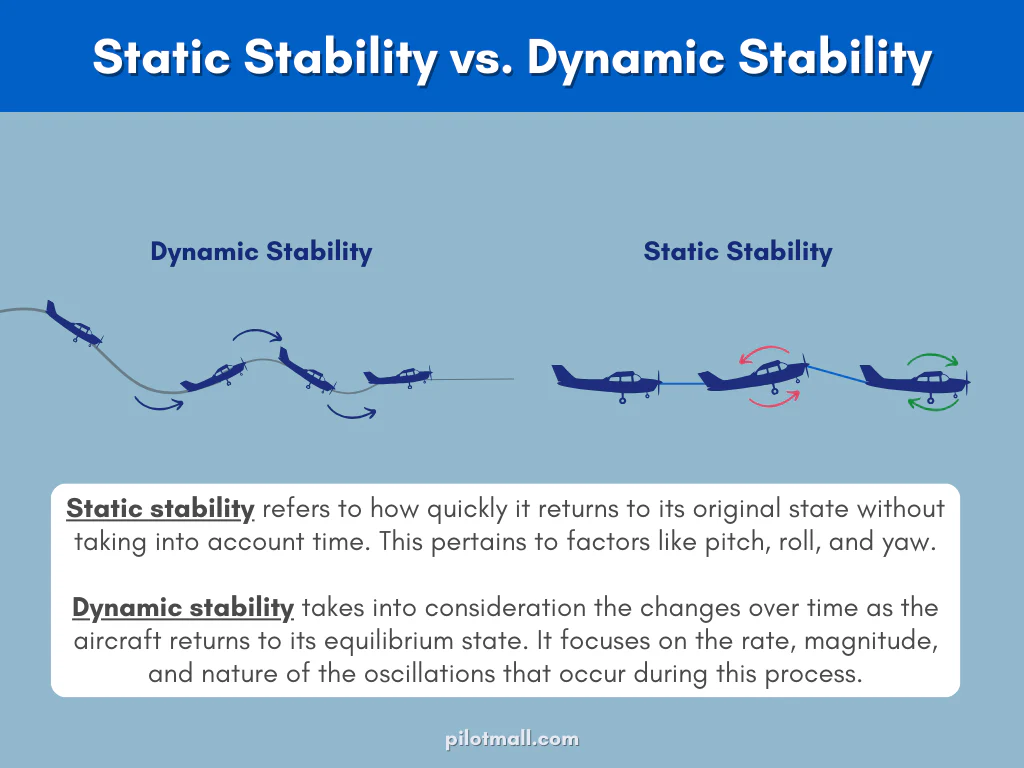 Static Stability vs. Dynamic Stability
Dynamic Stability
Static Stability
Static stability refers to how quickly it returns to its original state without
taking into account time. This pertains to factors like pitch, roll, and yaw.
Dynamic stability takes into consideration the changes over time as the
aircraft returns to its equilibrium state. It focuses on the rate, magnitude,
and nature of the oscillations that occur during this process.
pilotmall.com